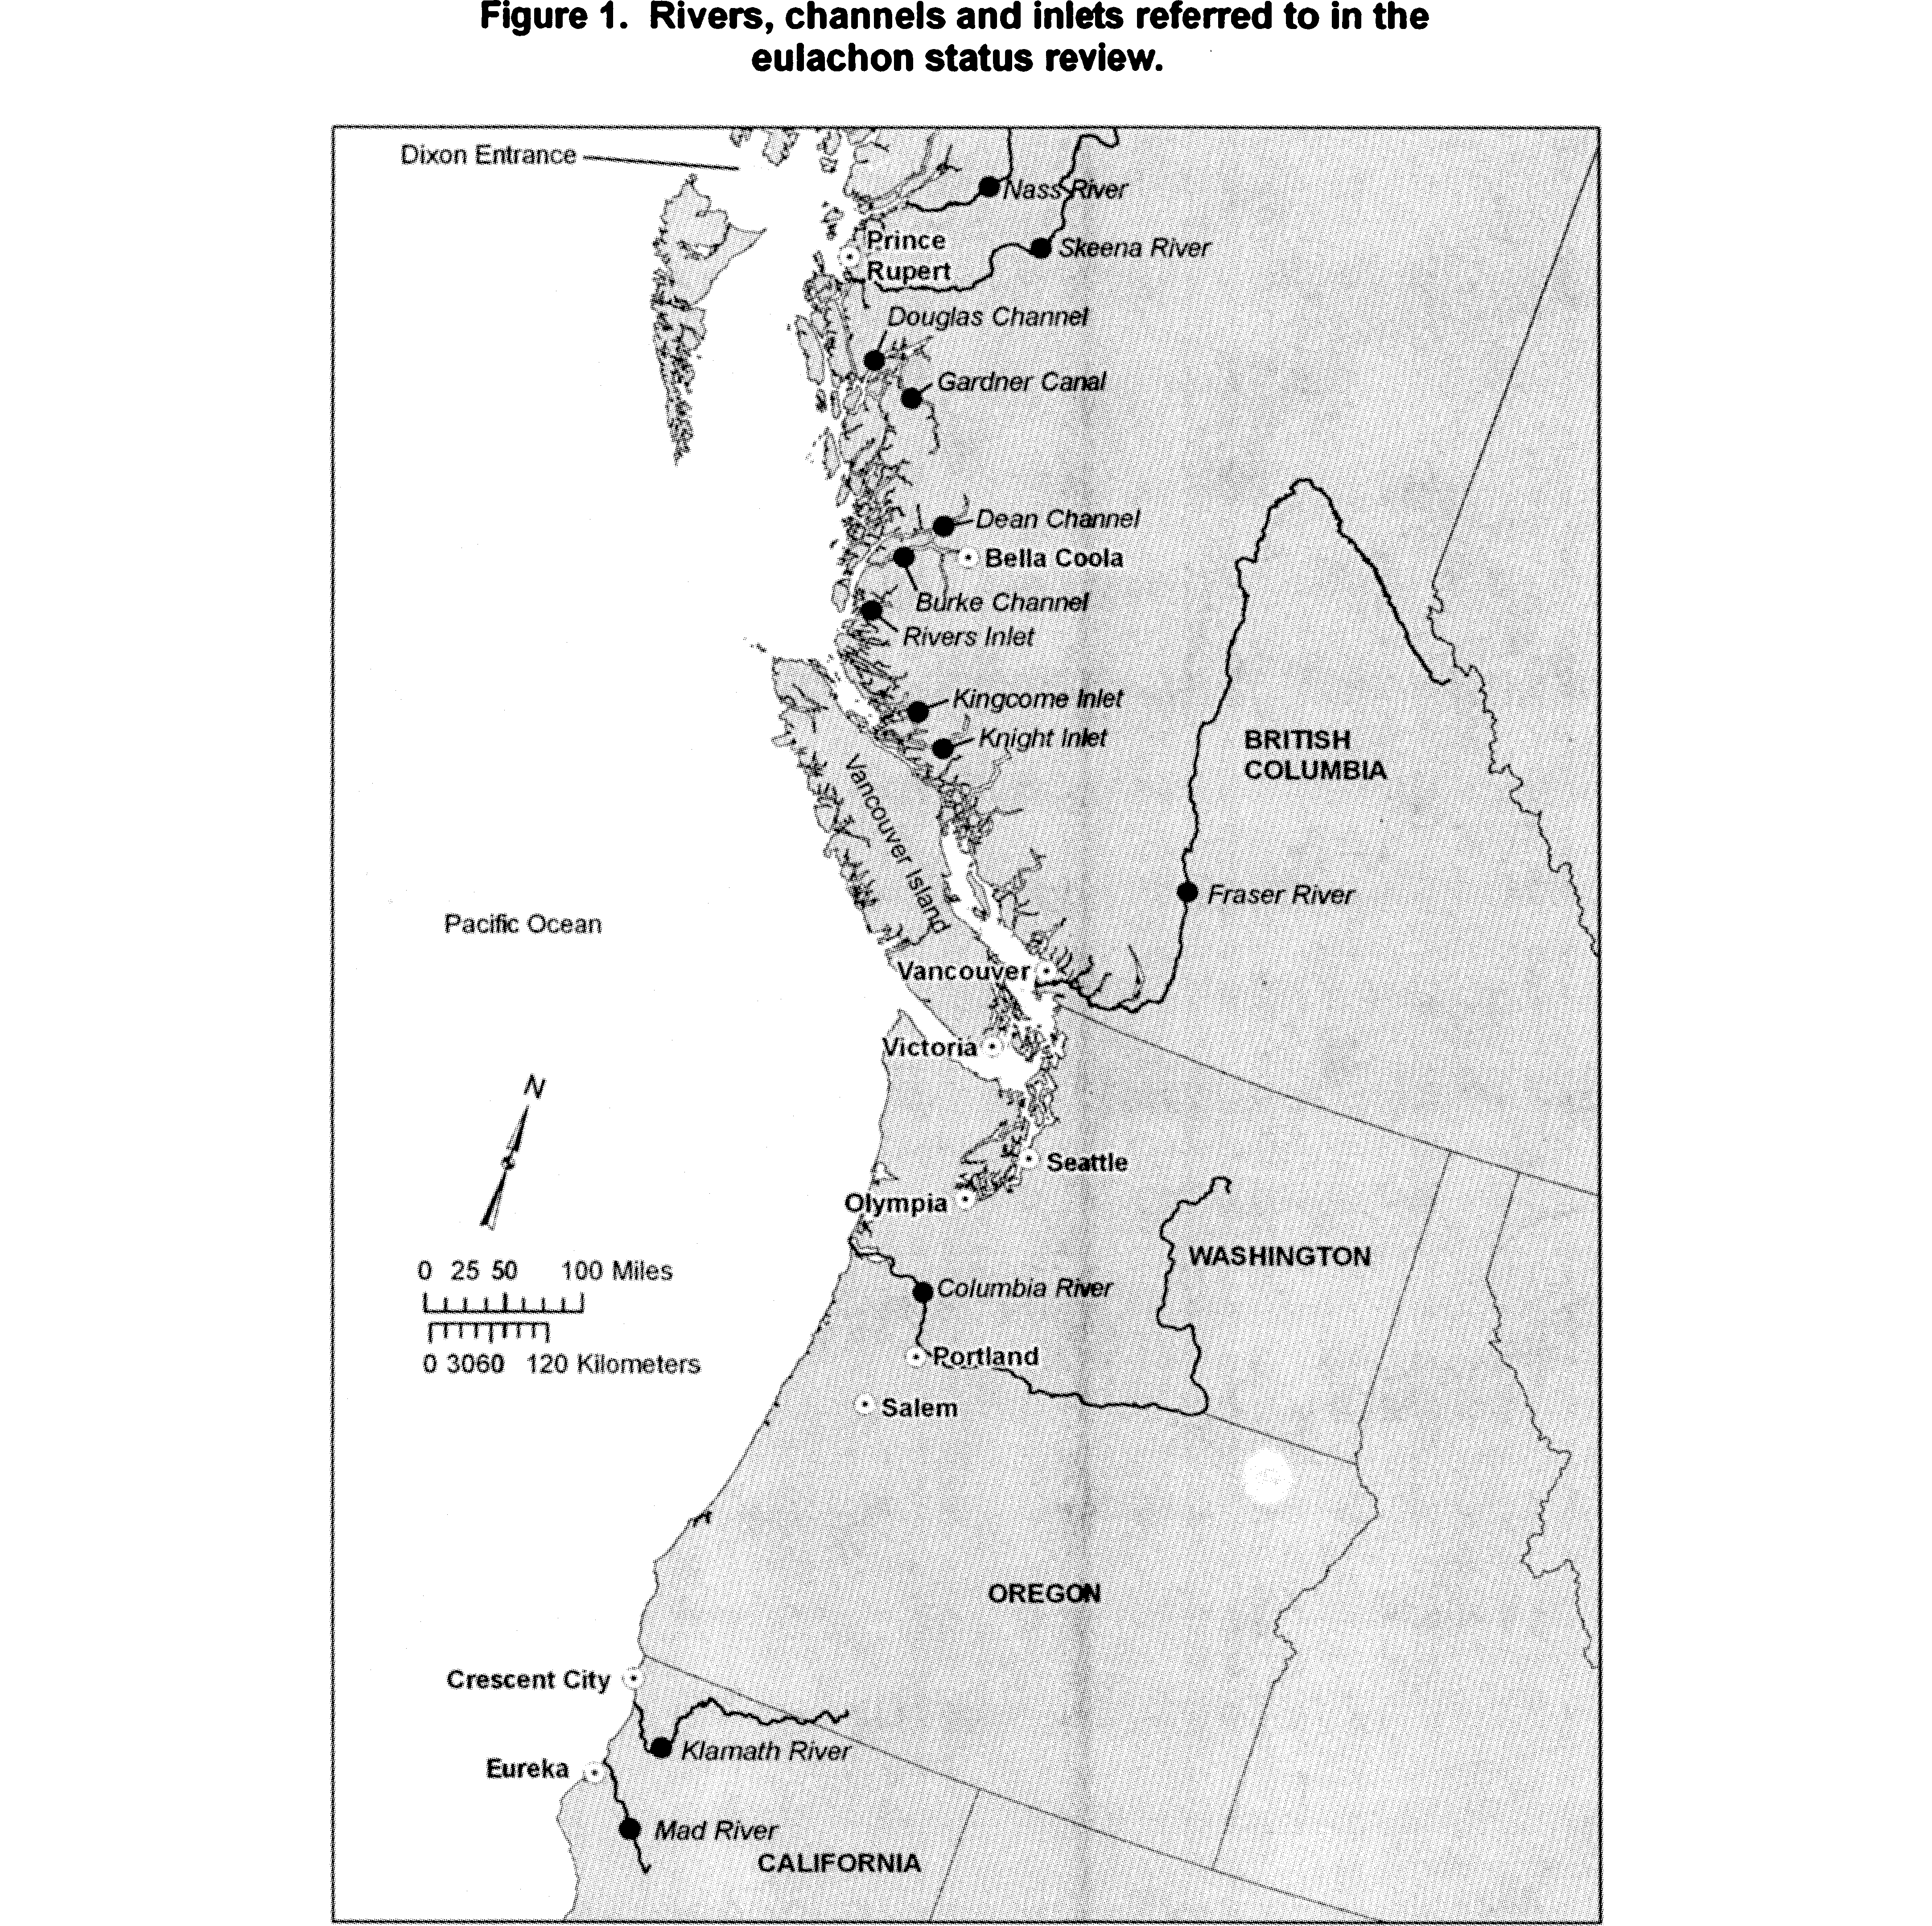 Figure 1. Rivers, channels and inlets referred to in the
eulachon status review.
Dixon Entrance
Nass River
Prince
Rupert
Skeena River
Douglas Channel
Gardner Canal
Dean Channel
Bella Coola
Burke Channel
Rivers Inlet
Kingcome Inlet
Knight Inlet
BRITISH
COLUMBIA
Vancouver Island
Fraser River
Pacific Ocean
Vancouver
Victoria
N
Seattle
Olympia
WASHINGTON
0 25 50 100 Miles
Columbia River
0 3060 120 Kilometers
Portland
Salem
OREGON
Crescent City
Klamath River
Eureka
Mad River
CALIFORNIA